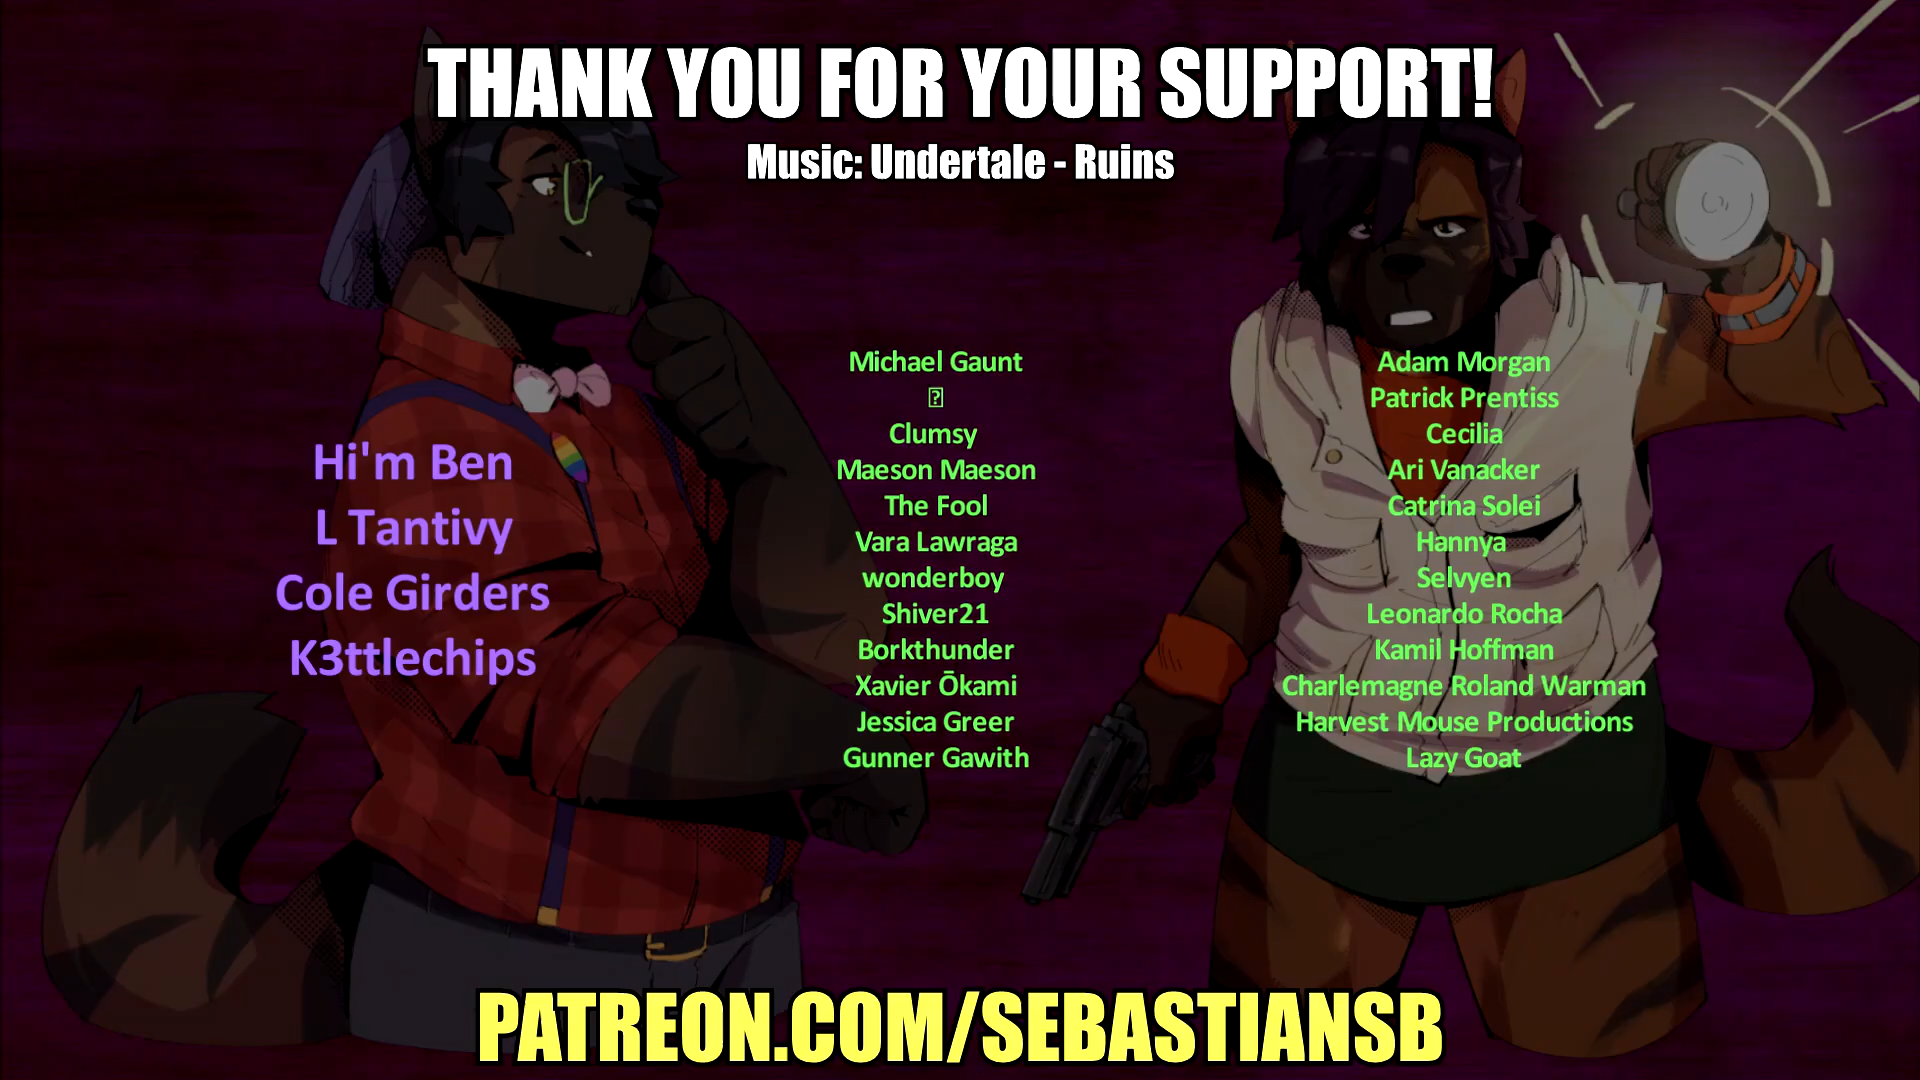 THANK YOU FOR YOUR SUPPORT!
Music: Undertale - Ruins
Hi'm Ben
L Tantivy
Cole Girders
K3ttlechips
Michael Gaunt
Clumsy
Maeson Maeson
The Fool
Vara Lawraga
wonderboy
Shiver21
Borkthunder
Xavier Ōkami
Jessica Greer
Gunner Gawith
Adam Morgan
Patrick Prentiss
Cecilia
Ari Vanacker
Catrina Solei
Hannya
Selvyen
Leonardo Rocha
Kamil Hoffman
Charlemagne Roland Warman
Harvest Mouse Productions
Lazy Goat
PATREON.COM/SEBASTIANSB